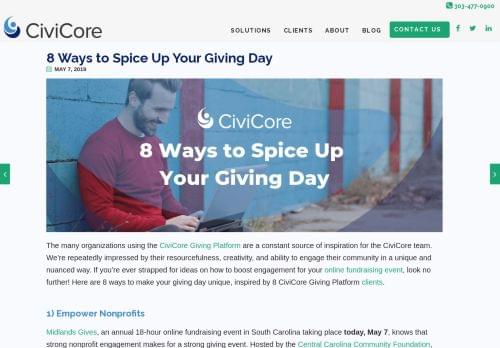 303-477-0900
CiviCore
SOLUTIONS
CLIENTS
ABOUT
BLOG
CONTACT US
8 Ways to Spice Up Your Giving Day
MAY 7, 2019
CiviCore
8 Ways to Spice Up
Your Giving Day
The many organizations using the CiviCore Giving Platform are a constant source of inspiration for the CiviCore team.
We're repeatedly impressed by their resourcefulness, creativity, and ability to engage their community in a unique and
nuanced way. If you're ever strapped for ideas on how to boost engagement for your online fundraising event, look no
further! Here are 8 ways to make your giving day unique, inspired by 8 CiviCore Giving Platform clients.
1) Empower Nonprofits
Midlands Gives, an annual 18-hour online fundraising event in South Carolina taking place today, May 7, knows that
strong nonprofit engagement makes for a strong giving event. Hosted by the Central Carolina Community Foundation,